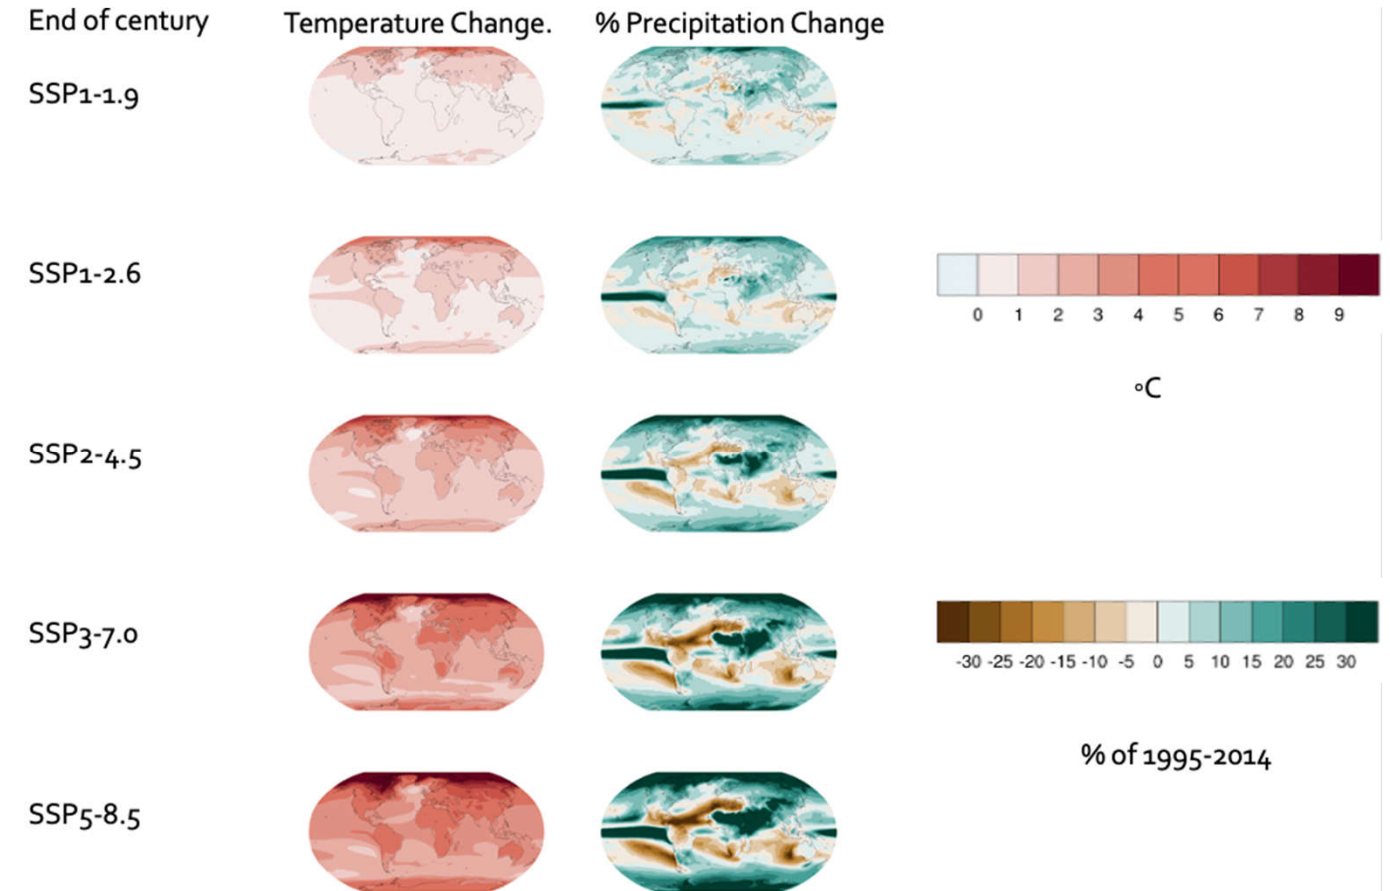 End of century Temperature Change. % Precipitation Change
SSP1-1.9
SSP1-2.6
0 1 2 3 4 5 6 7 8 9
°C
SSP2-4.5
SSP3-7.0
-30 -25 -20 -15 -10 -5 0 5 10 15 20 25 30
% of 1995-2014
SSP5-8.5